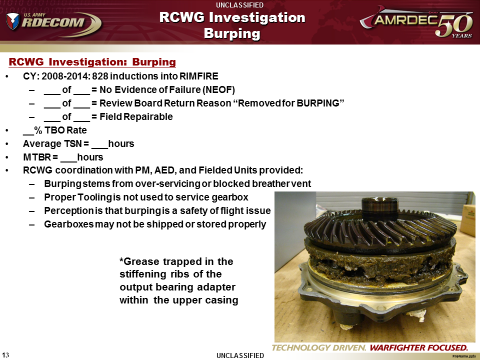 UNCLASSIFIED
U.S. ARMY
RDECOM
RCWG Investigation
Burping
AMRDEC 50
YEARS
RCWG Investigation: Burping
• CY: 2008-2014: 828 inductions into RIMFIRE
– ___ of ___ = No Evidence of Failure (NEOF)
– ___ of ___ = Review Board Return Reason “Removed for BURPING”
– ___ of ___ = Field Repairable
• __% TBO Rate
• Average TSN = ___hours
• MTBR = ___hours
• RCWG coordination with PM, AED, and Fielded Units provided:
– Burping stems from over-servicing or blocked breather vent
– Proper Tooling is not used to service gearbox
– Perception that burping is a safety of flight issue
– Gearboxes may not be shipped or stored properly
*Grease trapped in the
stiffening ribs of the
output bearing adapter
within the upper casing
TECHNOLOGY DRIVEN. WARFIGHTER FOCUSED.
13
UNCLASSIFIED